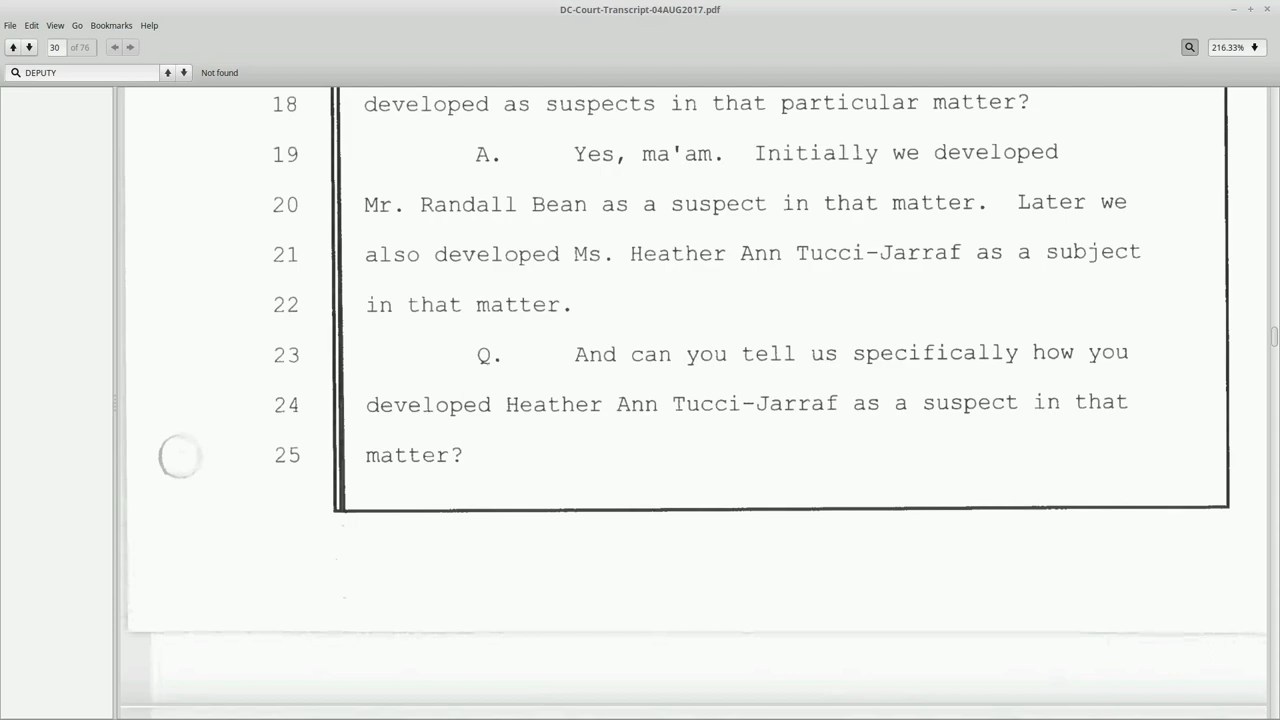 DC-Court-Transcript-04AUG2017.pdf
File Edit View Go Bookmarks Help
30 of 76
216.33%
DEPUTY
Not found
18 developed as suspects in that particular matter?
19 A. Yes, ma'am. Initially we developed
20 Mr. Randall Bean as a suspect in that matter. Later we
21 also developed Ms. Heather Ann Tucci-Jarraf as a subject
22 in that matter.
23 Q. And can you tell us specifically how you
24 developed Heather Ann Tucci-Jarraf as a suspect in that
25 matter?